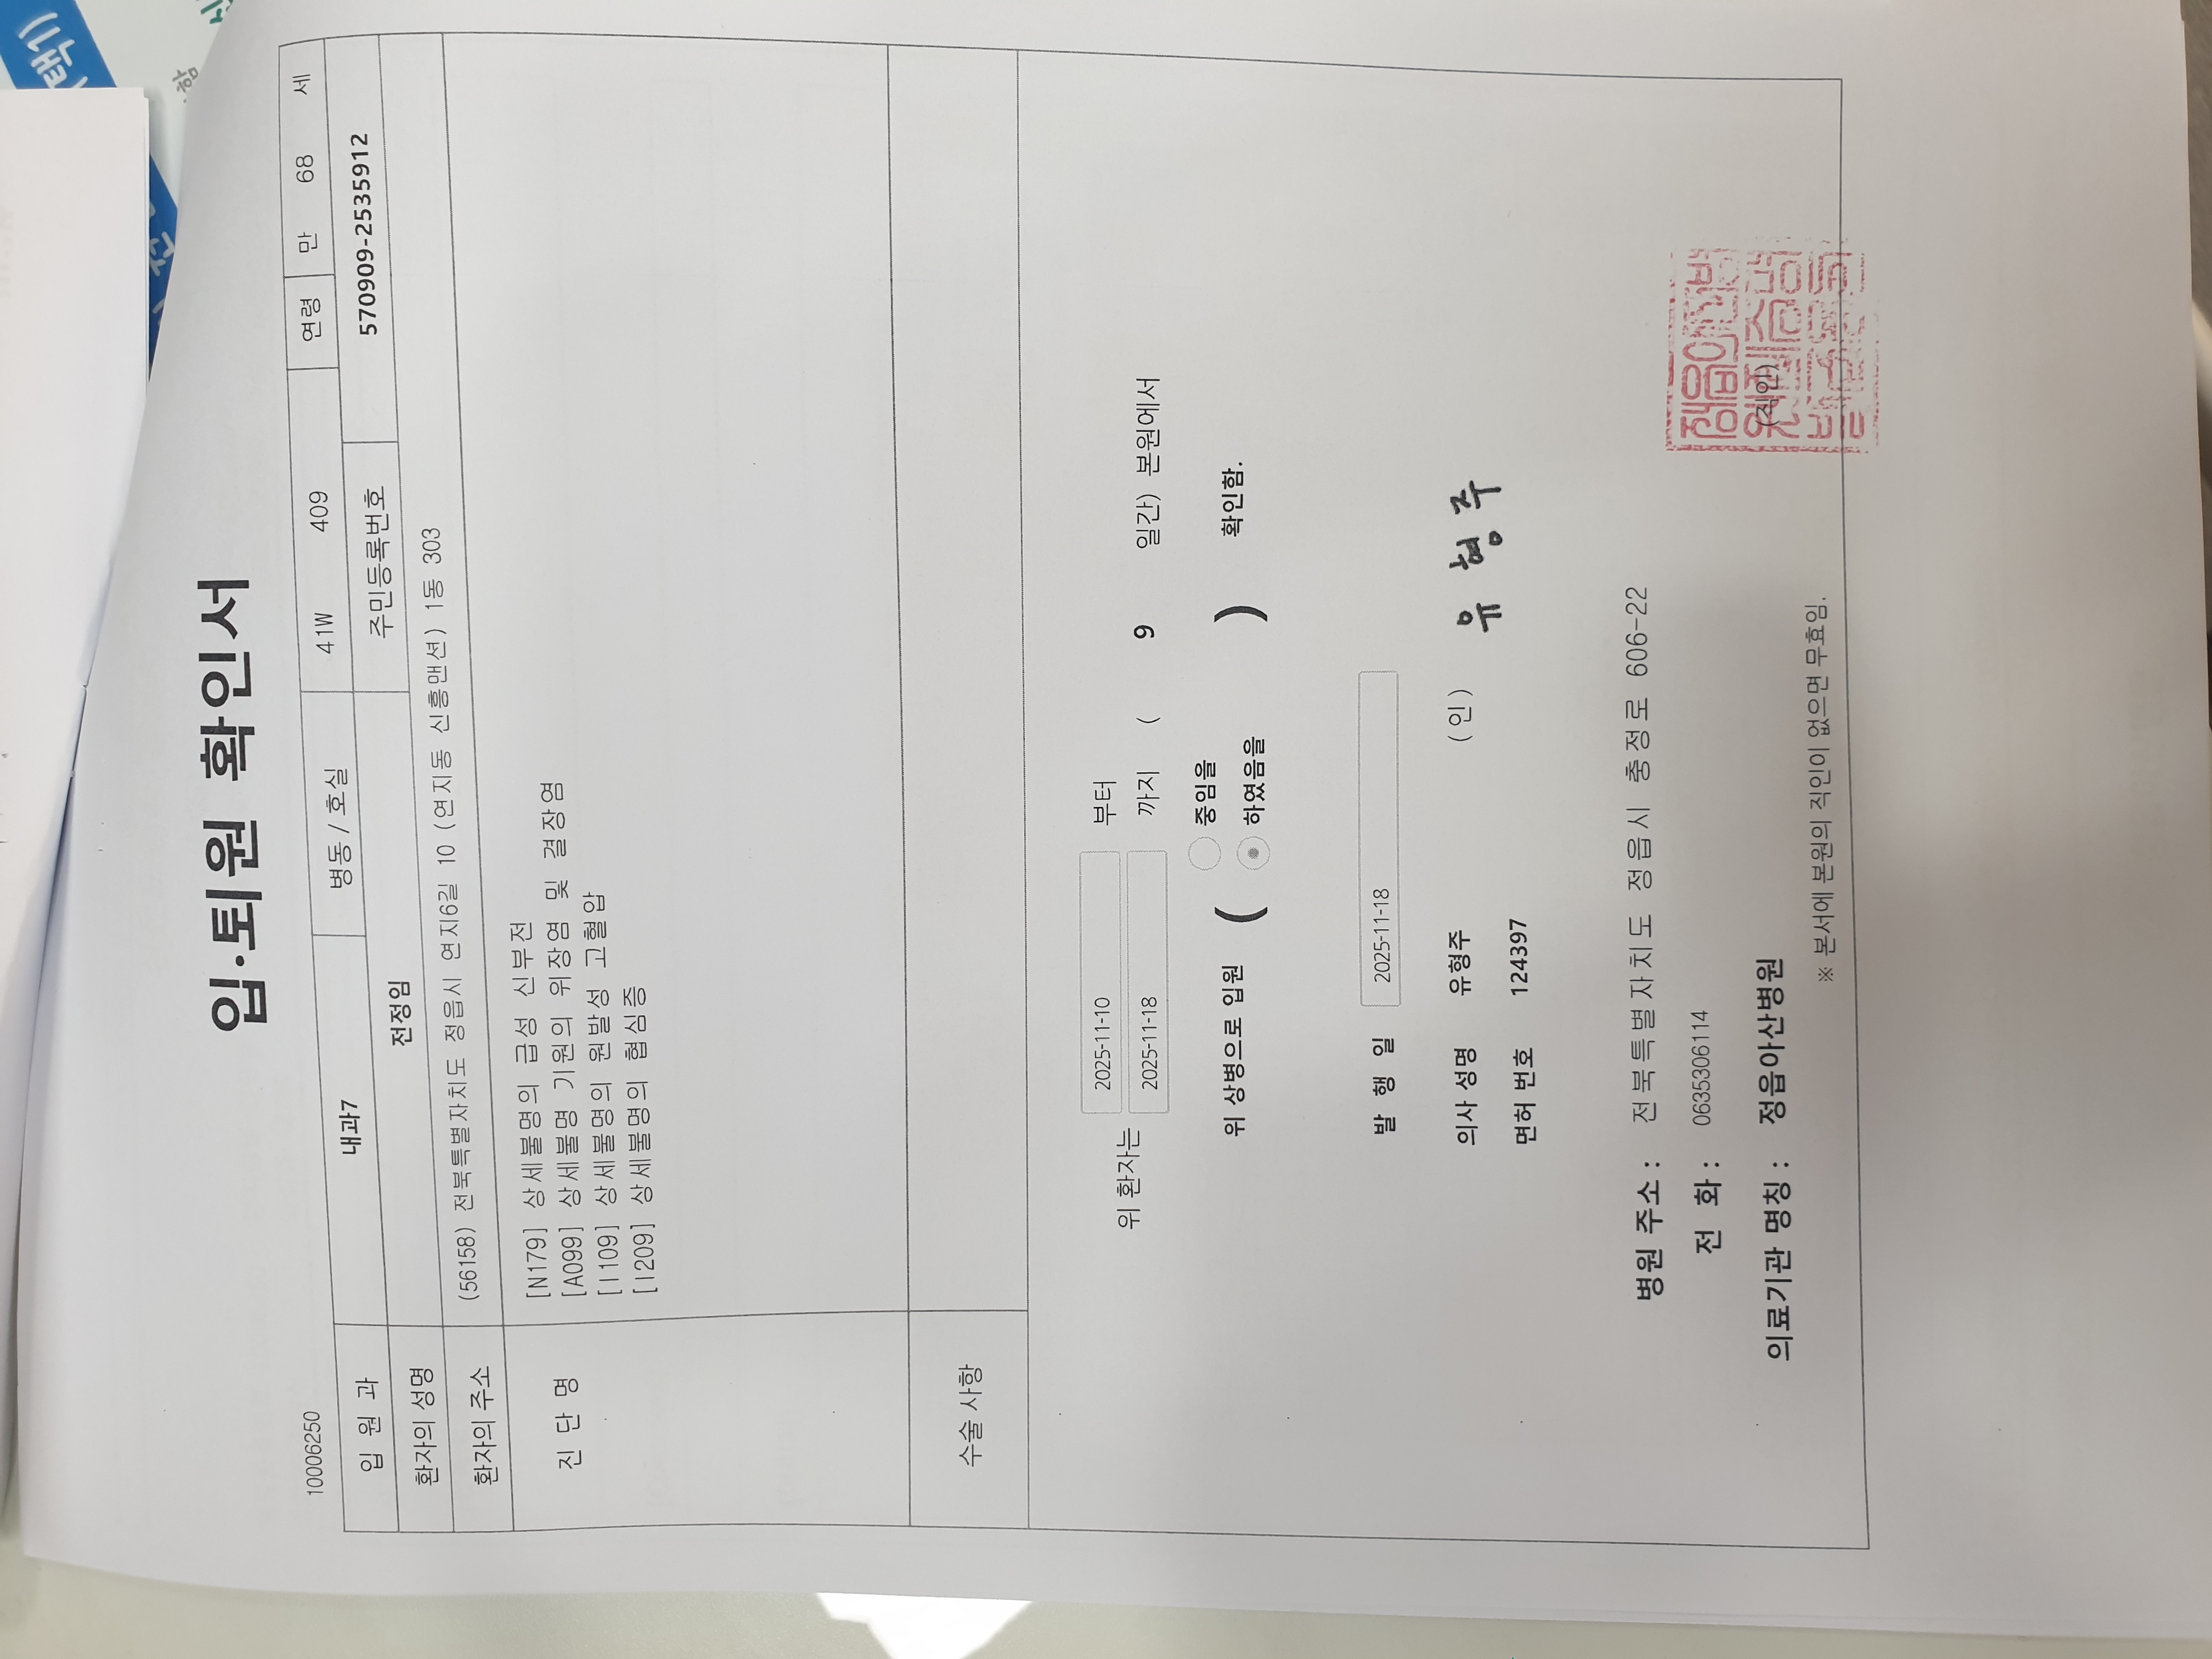 입·퇴원 확인서
10006250
입 원 과 내과7 병동 / 호실 41W 409 연령 만 68 세
환자의 성명 전정임 주민등록번호 570909-2535912
환자의 주소 (56158) 전북특별자치도 정읍시 연지6길 10 (연지동 신흥맨션) 1동 303
진 단 명
[N179] 상세불명의 급성 신부전
[A099] 상세불명 기원의 위장염 및 결장염
[I109] 상세불명의 원발성 고혈압
[I209] 상세불명의 협심증
수술 사항
위 환자는 2025-11-10 부터
2025-11-18 까지 ( 9 일간) 본원에서
위 상병으로 입원 ( 중임을
하였음을 ) 확인함.
발 행 일 2025-11-18
의사 성명 유형주 (인) 유형주
면허 번호 124397
병원 주소 : 전북특별자치도 정읍시 충정로 606-22
전 화 : 0635306114
의료기관 명칭 : 정읍아산병원 (직인)
※ 본서에 본원의 직인이 없으면 무효임.